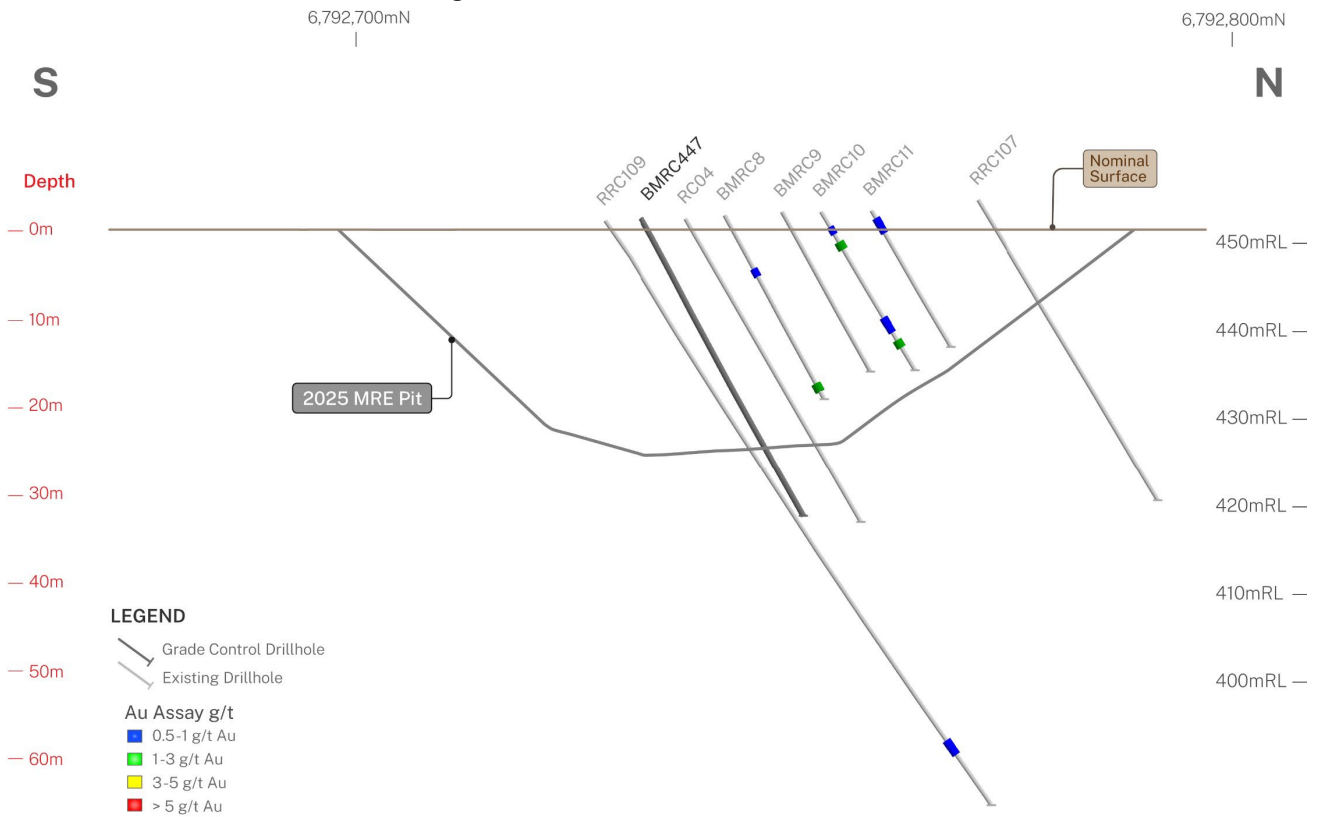 6,792,700mN
6,792,800mN
S
N
RRC109
BMRC447
RC04
BMRC8
BMRC9
BMRC10
BMRC11
RRC107
Nominal
Surface
Depth
0m
10m
20m
30m
40m
50m
60m
450mRL
440mRL
430mRL
420mRL
410mRL
400mRL
2025 MRE Pit
LEGEND
Grade Control Drillhole
Existing Drillhole
Au Assay g/t
0.5-1 g/t Au
1-3 g/t Au
3-5 g/t Au
> 5 g/t Au